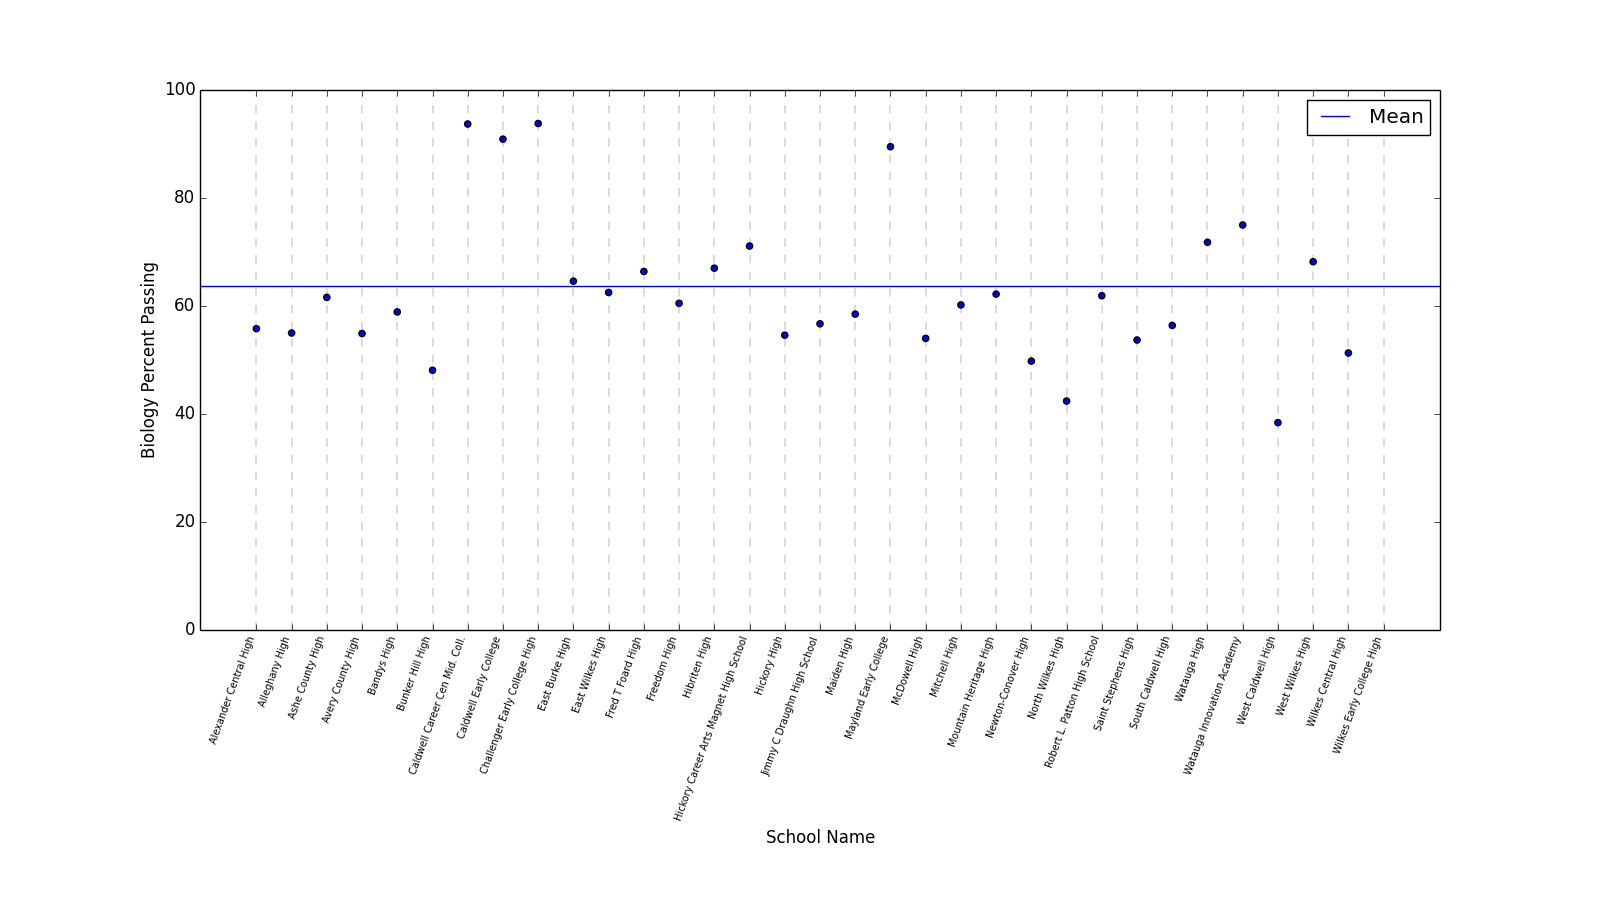 100
80
60
40
20
0
Biology Percent Passing
Mean
Alexander Central High
Alleghany High
Ashe County High
Avery County High
Bandys High
Bunker Hill High
Caldwell Career Cen Mid. Coll.
Caldwell Early College
Challenger Early College High
East Burke High
East Wilkes High
Fred T Foard High
Freedom High
Hibriten High
Hickory Career Arts Magnet High School
Hickory High
Jimmy C Draughn High School
Maiden High
Mayland Early College
McDowell High
Mitchell High
Mountain Heritage High
Newton-Conover High
North Wilkes High
Robert L. Patton High School
Saint Stephens High
South Caldwell High
Watauga High
Watauga Innovation Academy
West Caldwell High
West Wilkes High
Wilkes Central High
Wilkes Early College High
School Name